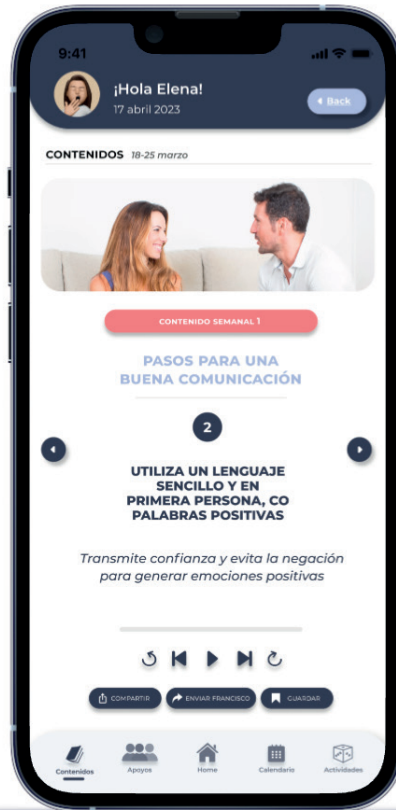 9:41
¡Hola Elena!
17 abril 2023
Back
CONTENIDOS 18-25 marzo
CONTENIDO SEMANAL 1
PASOS PARA UNA
BUENA COMUNICACIÓN
2
UTILIZA UN LENGUAJE
SENCILLO Y EN
PRIMERA PERSONA, CO
PALABRAS POSITIVAS
Transmite confianza y evita la negación
para generar emociones positivas
COMPARTIR ENVIAR FRANCISCO GUARDAR
Contenidos Apoyos Home Calendario Actividades